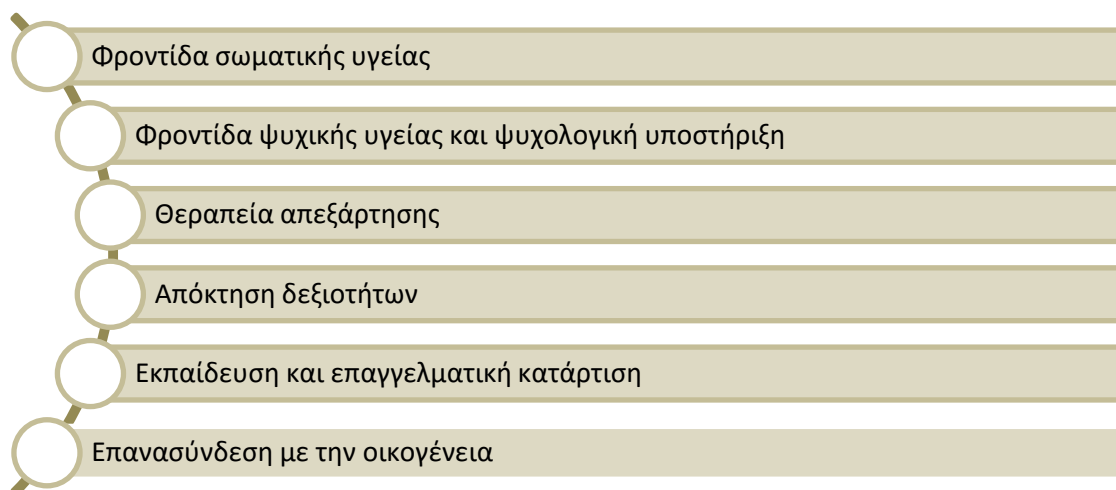 Φροντίδα σωματικής υγείας
Φροντίδα ψυχικής υγείας και ψυχολογική υποστήριξη
Θεραπεία απεξάρτησης
Απόκτηση δεξιοτήτων
Εκπαίδευση και επαγγελματική κατάρτιση
Επανασύνδεση με την οικογένεια